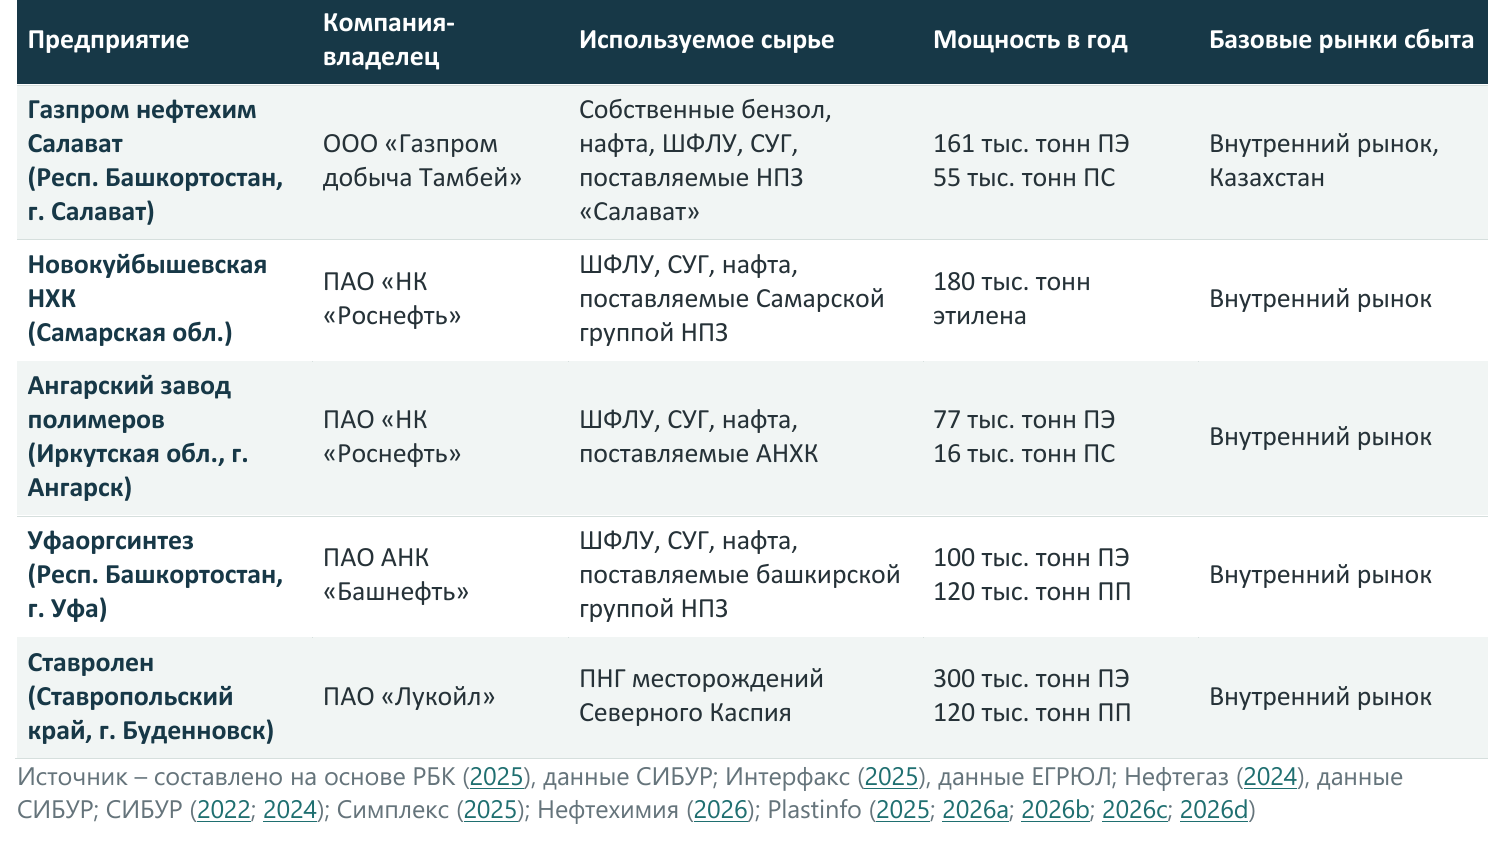 Предприятие
Компания-
владелец
Используемое сырье
Мощность в год
Базовые рынки сбыта
Газпром нефтехим
Салават
(Респ. Башкортостан,
г. Салават)
ООО «Газпром
добыча Тамбей»
Собственные бензол,
нафта, ШФЛУ, СУГ,
поставляемые НПЗ
«Салават»
161 тыс. тонн ПЭ
55 тыс. тонн ПС
Внутренний рынок,
Казахстан
Новокуйбышевская
НХК
(Самарская обл.)
ПАО «НК
«Роснефть»
ШФЛУ, СУГ, нафта,
поставляемые Самарской
группой НПЗ
180 тыс. тонн
этилена
Внутренний рынок
Ангарский завод
полимеров
(Иркутская обл., г.
Ангарск)
ПАО «НК
«Роснефть»
ШФЛУ, СУГ, нафта,
поставляемые АНХК
77 тыс. тонн ПЭ
16 тыс. тонн ПС
Внутренний рынок
Уфаоргсинтез
(Респ. Башкортостан,
г. Уфа)
ПАО АНК
«Башнефть»
ШФЛУ, СУГ, нафта,
поставляемые башкирской
группой НПЗ
100 тыс. тонн ПЭ
120 тыс. тонн ПП
Внутренний рынок
Ставролен
(Ставропольский
край, г. Буденновск)
ПАО «Лукойл»
ПНГ месторождений
Северного Каспия
300 тыс. тонн ПЭ
120 тыс. тонн ПП
Внутренний рынок
Источник – составлено на основе РБК (2025), данные СИБУР; Интерфакс (2025), данные ЕГРЮЛ; Нефтегаз (2024), данные
СИБУР; СИБУР (2022; 2024); Симплекс (2025); Нефтехимия (2026); Plastinfo (2025; 2026a; 2026b; 2026c; 2026d)